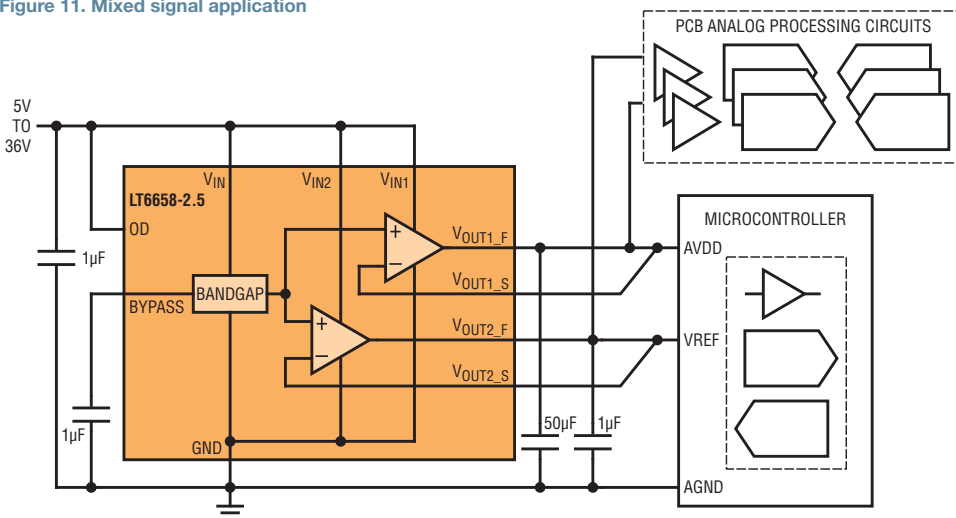 Figure 11. Mixed signal application
PCB ANALOG PROCESSING CIRCUITS
5V
TO
36V
VIN
VIN2
VIN1
LT6658-2.5
OD
MICROCONTROLLER
VOUT1_F
AVDD
1µF
VOUT1_S
BANDGAP
BYPASS
VOUT2_F
VREF
VOUT2_S
1µF
50µF
1µF
GND
AGND
+
–
+
–